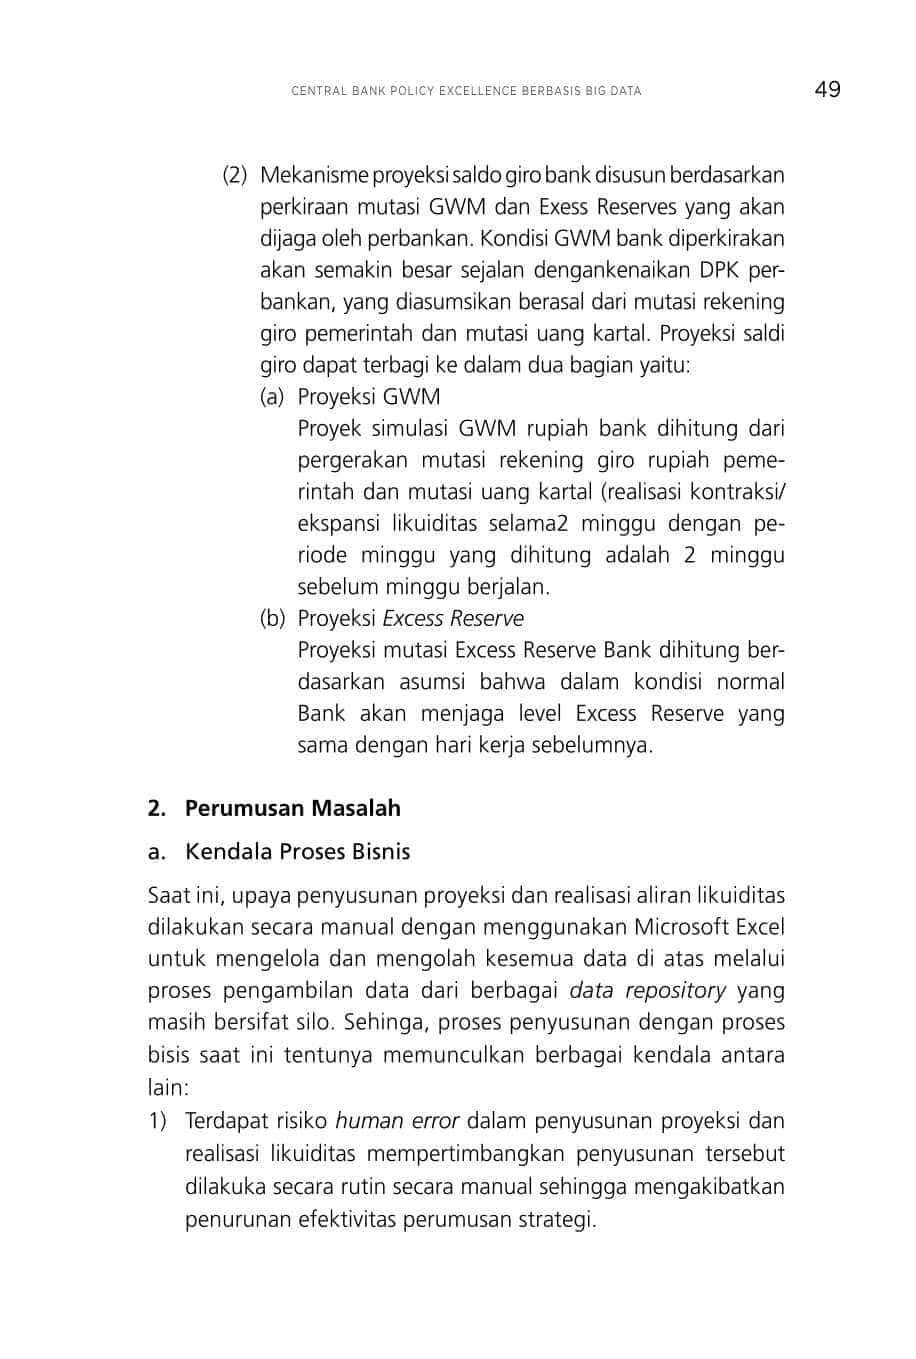 CENTRAL BANK POLICY EXCELLENCE BERBASIS BIG DATA 49
(2) Mekanisme proyeksi saldo giro bank disusun berdasarkan
perkiraan mutasi GWM dan Exess Reserves yang akan
dijaga oleh perbankan. Kondisi GWM bank diperkirakan
akan semakin besar sejalan dengankenaikan DPK per-
bankan, yang diasumsikan berasal dari mutasi rekening
giro pemerintah dan mutasi uang kartal. Proyeksi saldi
giro dapat terbagi ke dalam dua bagian yaitu:
(a) Proyeksi GWM
Proyek simulasi GWM rupiah bank dihitung dari
pergerakan mutasi rekening giro rupiah peme-
rintah dan mutasi uang kartal (realisasi kontraksi/
ekspansi likuiditas selama2 minggu dengan pe-
riode minggu yang dihitung adalah 2 minggu
sebelum minggu berjalan.
(b) Proyeksi Excess Reserve
Proyeksi mutasi Excess Reserve Bank dihitung ber-
dasarkan asumsi bahwa dalam kondisi normal
Bank akan menjaga level Excess Reserve yang
sama dengan hari kerja sebelumnya.
2. Perumusan Masalah
a. Kendala Proses Bisnis
Saat ini, upaya penyusunan proyeksi dan realisasi aliran likuiditas
dilakukan secara manual dengan menggunakan Microsoft Excel
untuk mengelola dan mengolah kesemua data di atas melalui
proses pengambilan data dari berbagai data repository yang
masih bersifat silo. Sehinga, proses penyusunan dengan proses
bisis saat ini tentunya memunculkan berbagai kendala antara
lain:
1) Terdapat risiko human error dalam penyusunan proyeksi dan
realisasi likuiditas mempertimbangkan penyusunan tersebut
dilakuka secara rutin secara manual sehingga mengakibatkan
penurunan efektivitas perumusan strategi.